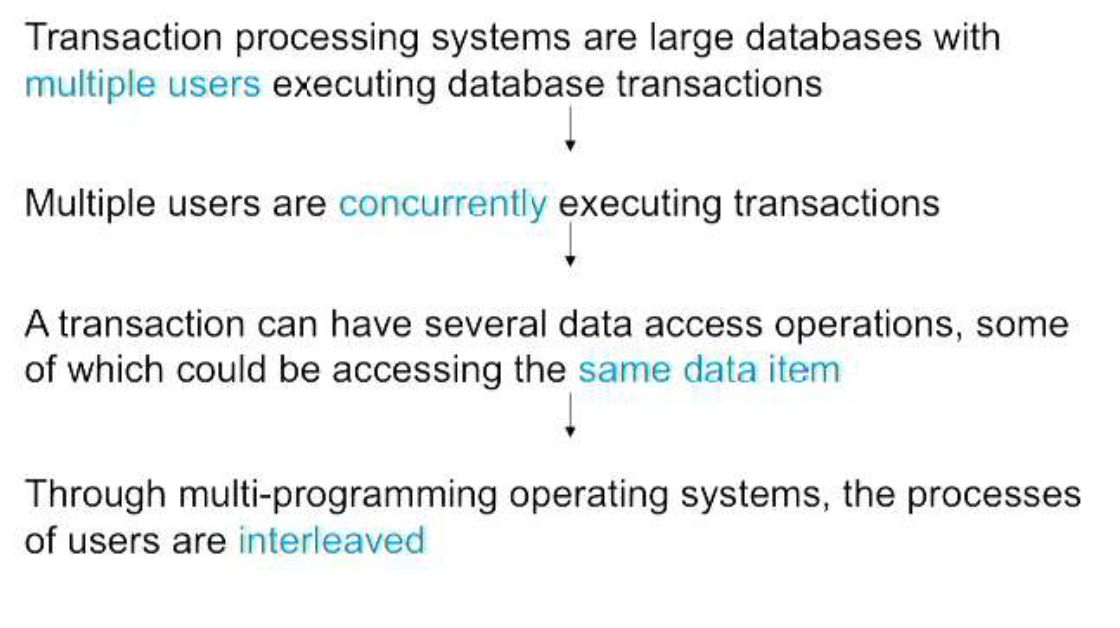 Transaction processing systems are large databases with
multiple users executing database transactions
Multiple users are concurrently executing transactions
A transaction can have several data access operations, some
of which could be accessing the same data item
Through multi-programming operating systems, the processes
of users are interleaved